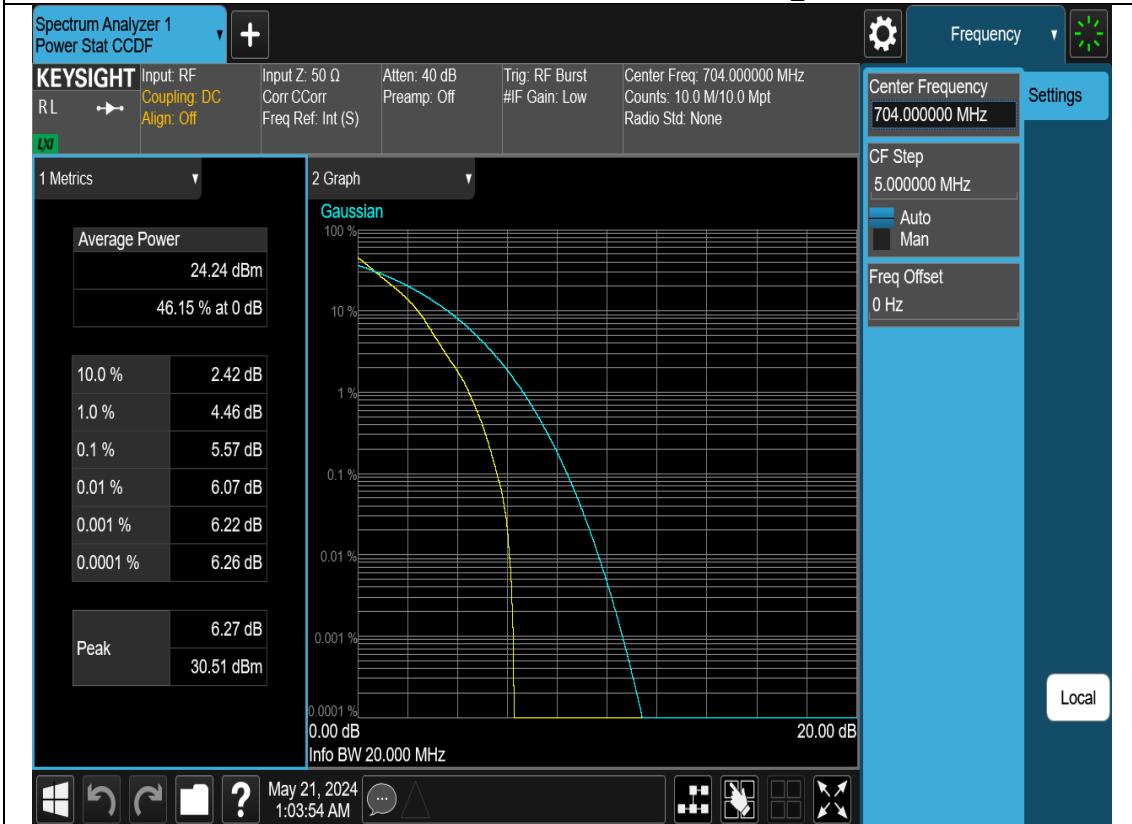 Spectrum Analyzer 1
Power Stat CCDF
Frequency
KEYSIGHT
RL
LXI
Input: RF
Coupling: DC
Align: Off
Input Z: 50 Ω
Corr CCorr
Freq Ref: Int (S)
Atten: 40 dB
Preamp: Off
Trig: RF Burst
#IF Gain: Low
Center Freq: 704.000000 MHz
Counts: 10.0 M/10.0 Mpt
Radio Std: None
Center Frequency
704.000000 MHz
Settings
CF Step
5.000000 MHz
Auto
Man
Freq Offset
0 Hz
Local
1 Metrics
Average Power
24.24 dBm
46.15 % at 0 dB
10.0 % 2.42 dB
1.0 % 4.46 dB
0.1 % 5.57 dB
0.01 % 6.07 dB
0.001 % 6.22 dB
0.0001 % 6.26 dB
Peak
6.27 dB
30.51 dBm
2 Graph
Gaussian
100 %
10 %
1 %
0.1 %
0.01 %
0.001 %
0.0001 %
0.00 dB 20.00 dB
Info BW 20.000 MHz
?
May 21, 2024
1:03:54 AM